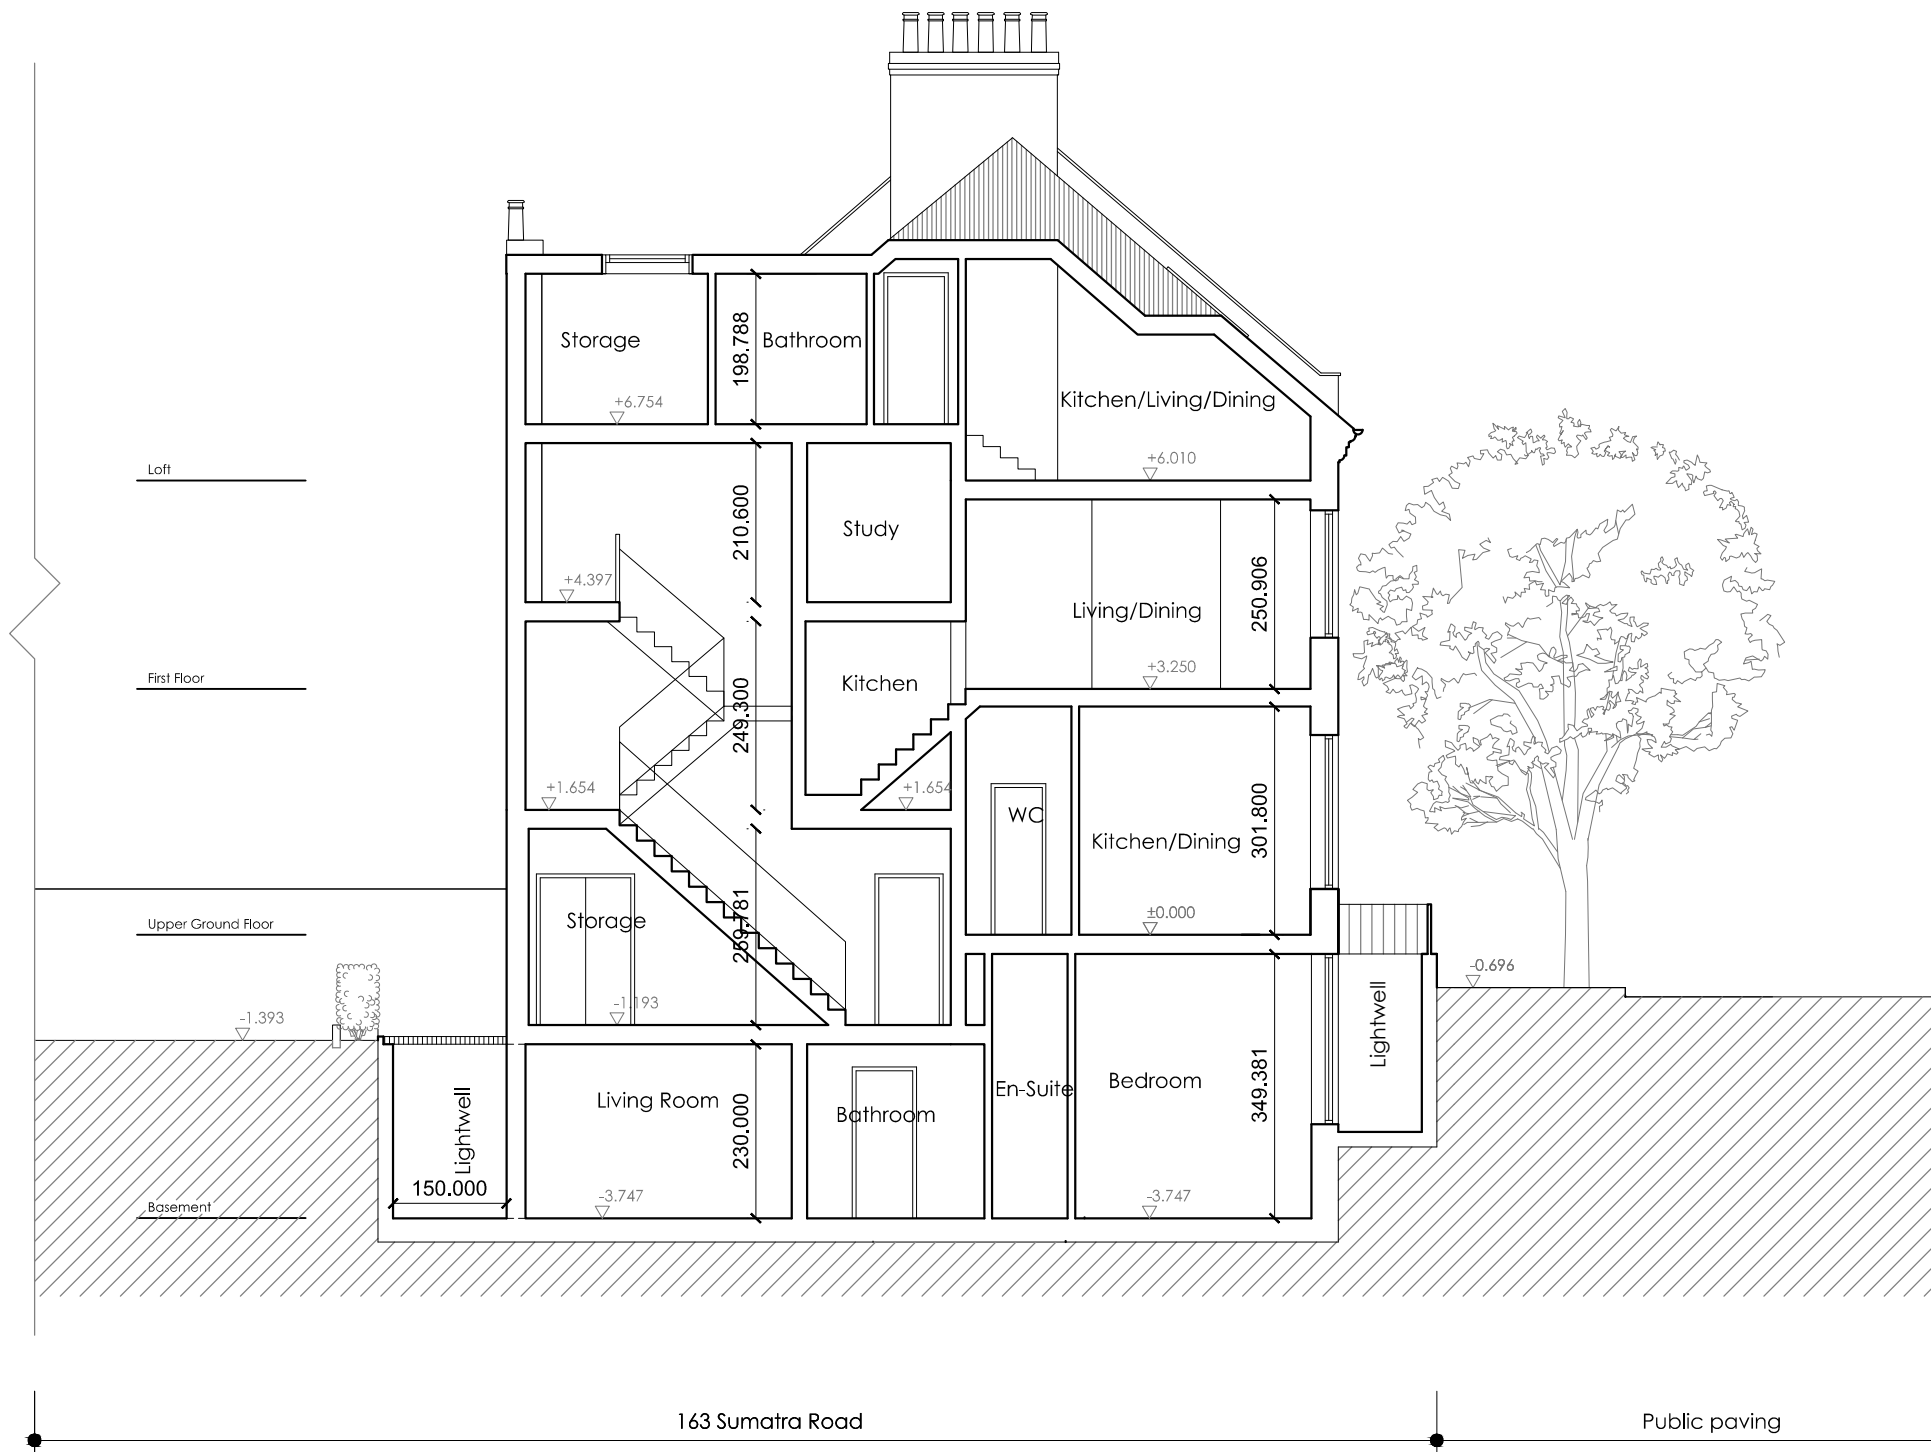 Storage
198.788
Bathroom
Kitchen/Living/Dining
+6.754
+6.010
Loft
210.600
Study
+4.397
250.906
Living/Dining
+3.250
First Floor
Kitchen
249.300
+1.654
+1.654
WC
Kitchen/Dining
301.800
±0.000
Upper Ground Floor
Storage
259.781
-1.193
-0.696
-1.393
Lightwell
Living Room
230.000
Bathroom
En-Suite
Bedroom
349.381
Lightwell
150.000
-3.747
-3.747
Basement
163 Sumatra Road
Public paving